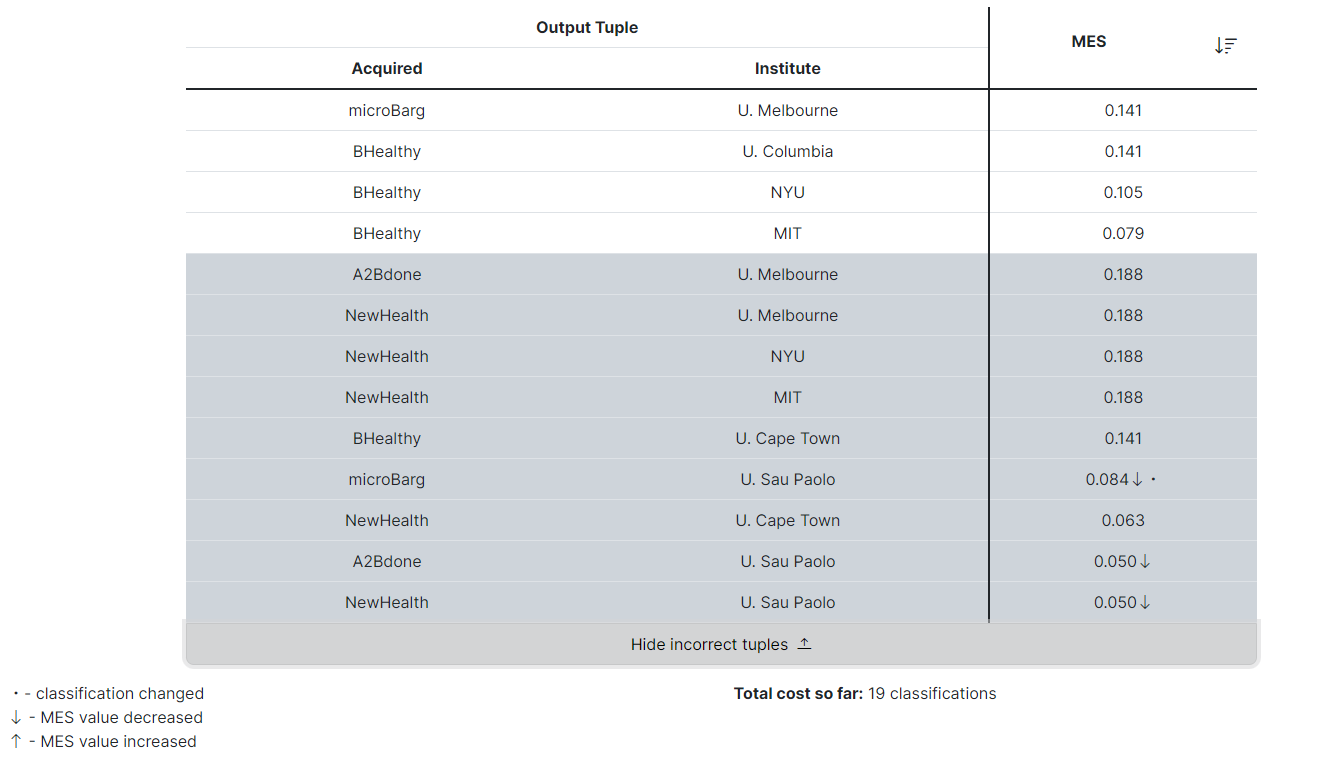 Output Tuple MES
Acquired Institute
microBarg U. Melbourne 0.141
BHealthy U. Columbia 0.141
BHealthy NYU 0.105
BHealthy MIT 0.079
A2Bdone U. Melbourne 0.188
NewHealth U. Melbourne 0.188
NewHealth NYU 0.188
NewHealth MIT 0.188
BHealthy U. Cape Town 0.141
microBarg U. Sau Paolo 0.084↓ •
NewHealth U. Cape Town 0.063
A2Bdone U. Sau Paolo 0.050↓
NewHealth U. Sau Paolo 0.050↓
Hide incorrect tuples
• - classification changed Total cost so far: 19 classifications
↓ - MES value decreased
↑ - MES value increased